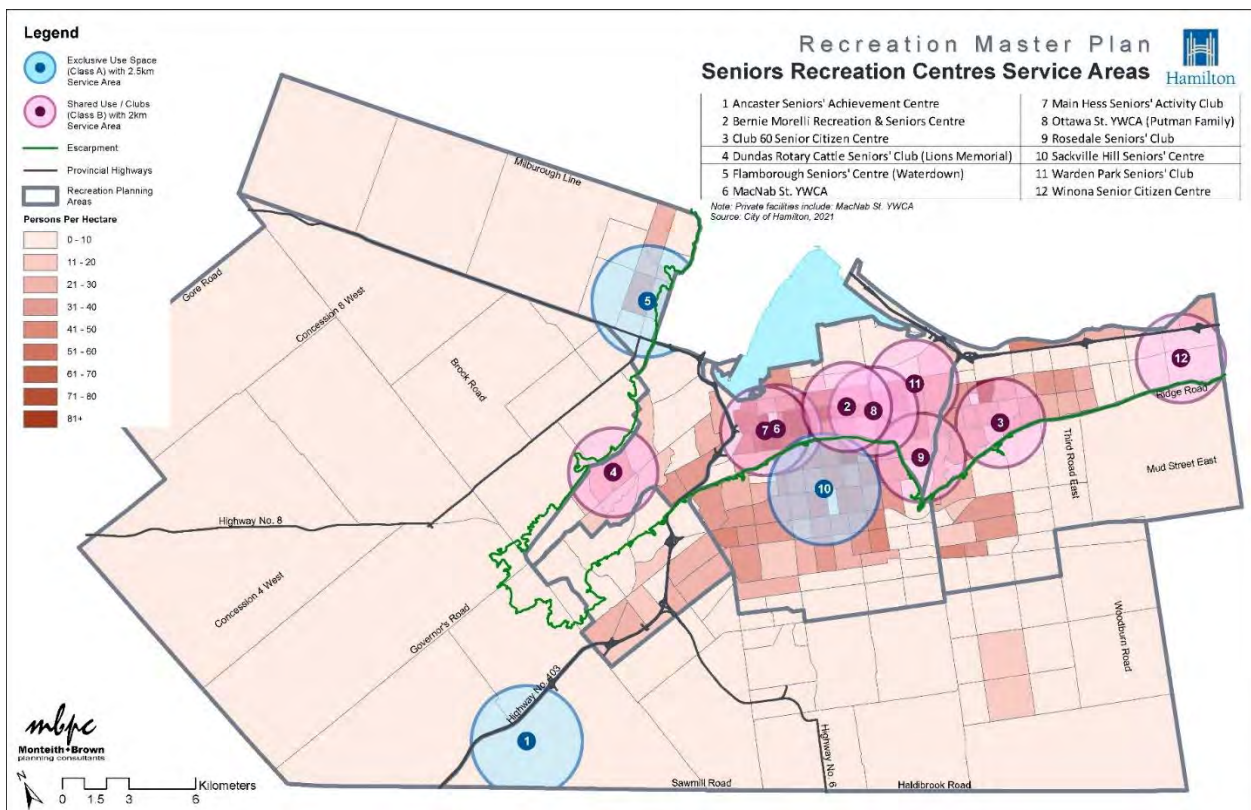 Legend
Exclusive Use Space
(Class A) with 2.5km
Service Area
Shared Use / Clubs
(Class B) with 2km
Service Area
Escarpment
Provincial Highways
Recreation Planning
Areas
Persons Per Hectare
0 - 10
11 - 20
21 - 30
31 - 40
41 - 50
51 - 60
61 - 70
71 - 80
81+
Recreation Master Plan
Seniors Recreation Centres Service Areas
Hamilton
1 Ancaster Seniors' Achievement Centre
2 Bernie Morelli Recreation & Seniors Centre
3 Club 60 Senior Citizen Centre
4 Dundas Rotary Cattle Seniors' Club (Lions Memorial)
5 Flamborough Seniors' Centre (Waterdown)
6 MacNab St. YWCA
7 Main Hess Seniors' Activity Club
8 Ottawa St. YWCA (Putman Family)
9 Rosedale Seniors' Club
10 Sackville Hill Seniors' Centre
11 Warden Park Seniors' Club
12 Winona Senior Citizen Centre
Note: Private facilities include: MacNab St. YWCA
Source: City of Hamilton, 2021
Milburough Line
Gore Road
Concession 8 West
Brock Road
5
12
11
2
8
7
6
3
9
10
4
1
Ridge Road
Third Road East
Mud Street East
Highway No. 8
Concession 4 West
Governor's Road
Highway No. 403
Woodburn Road
Highway No. 6
Sawmill Road
Haldibrook Road
mbpc
Monteith Brown
planning consultants
N
Kilometers
0 1.5 3 6